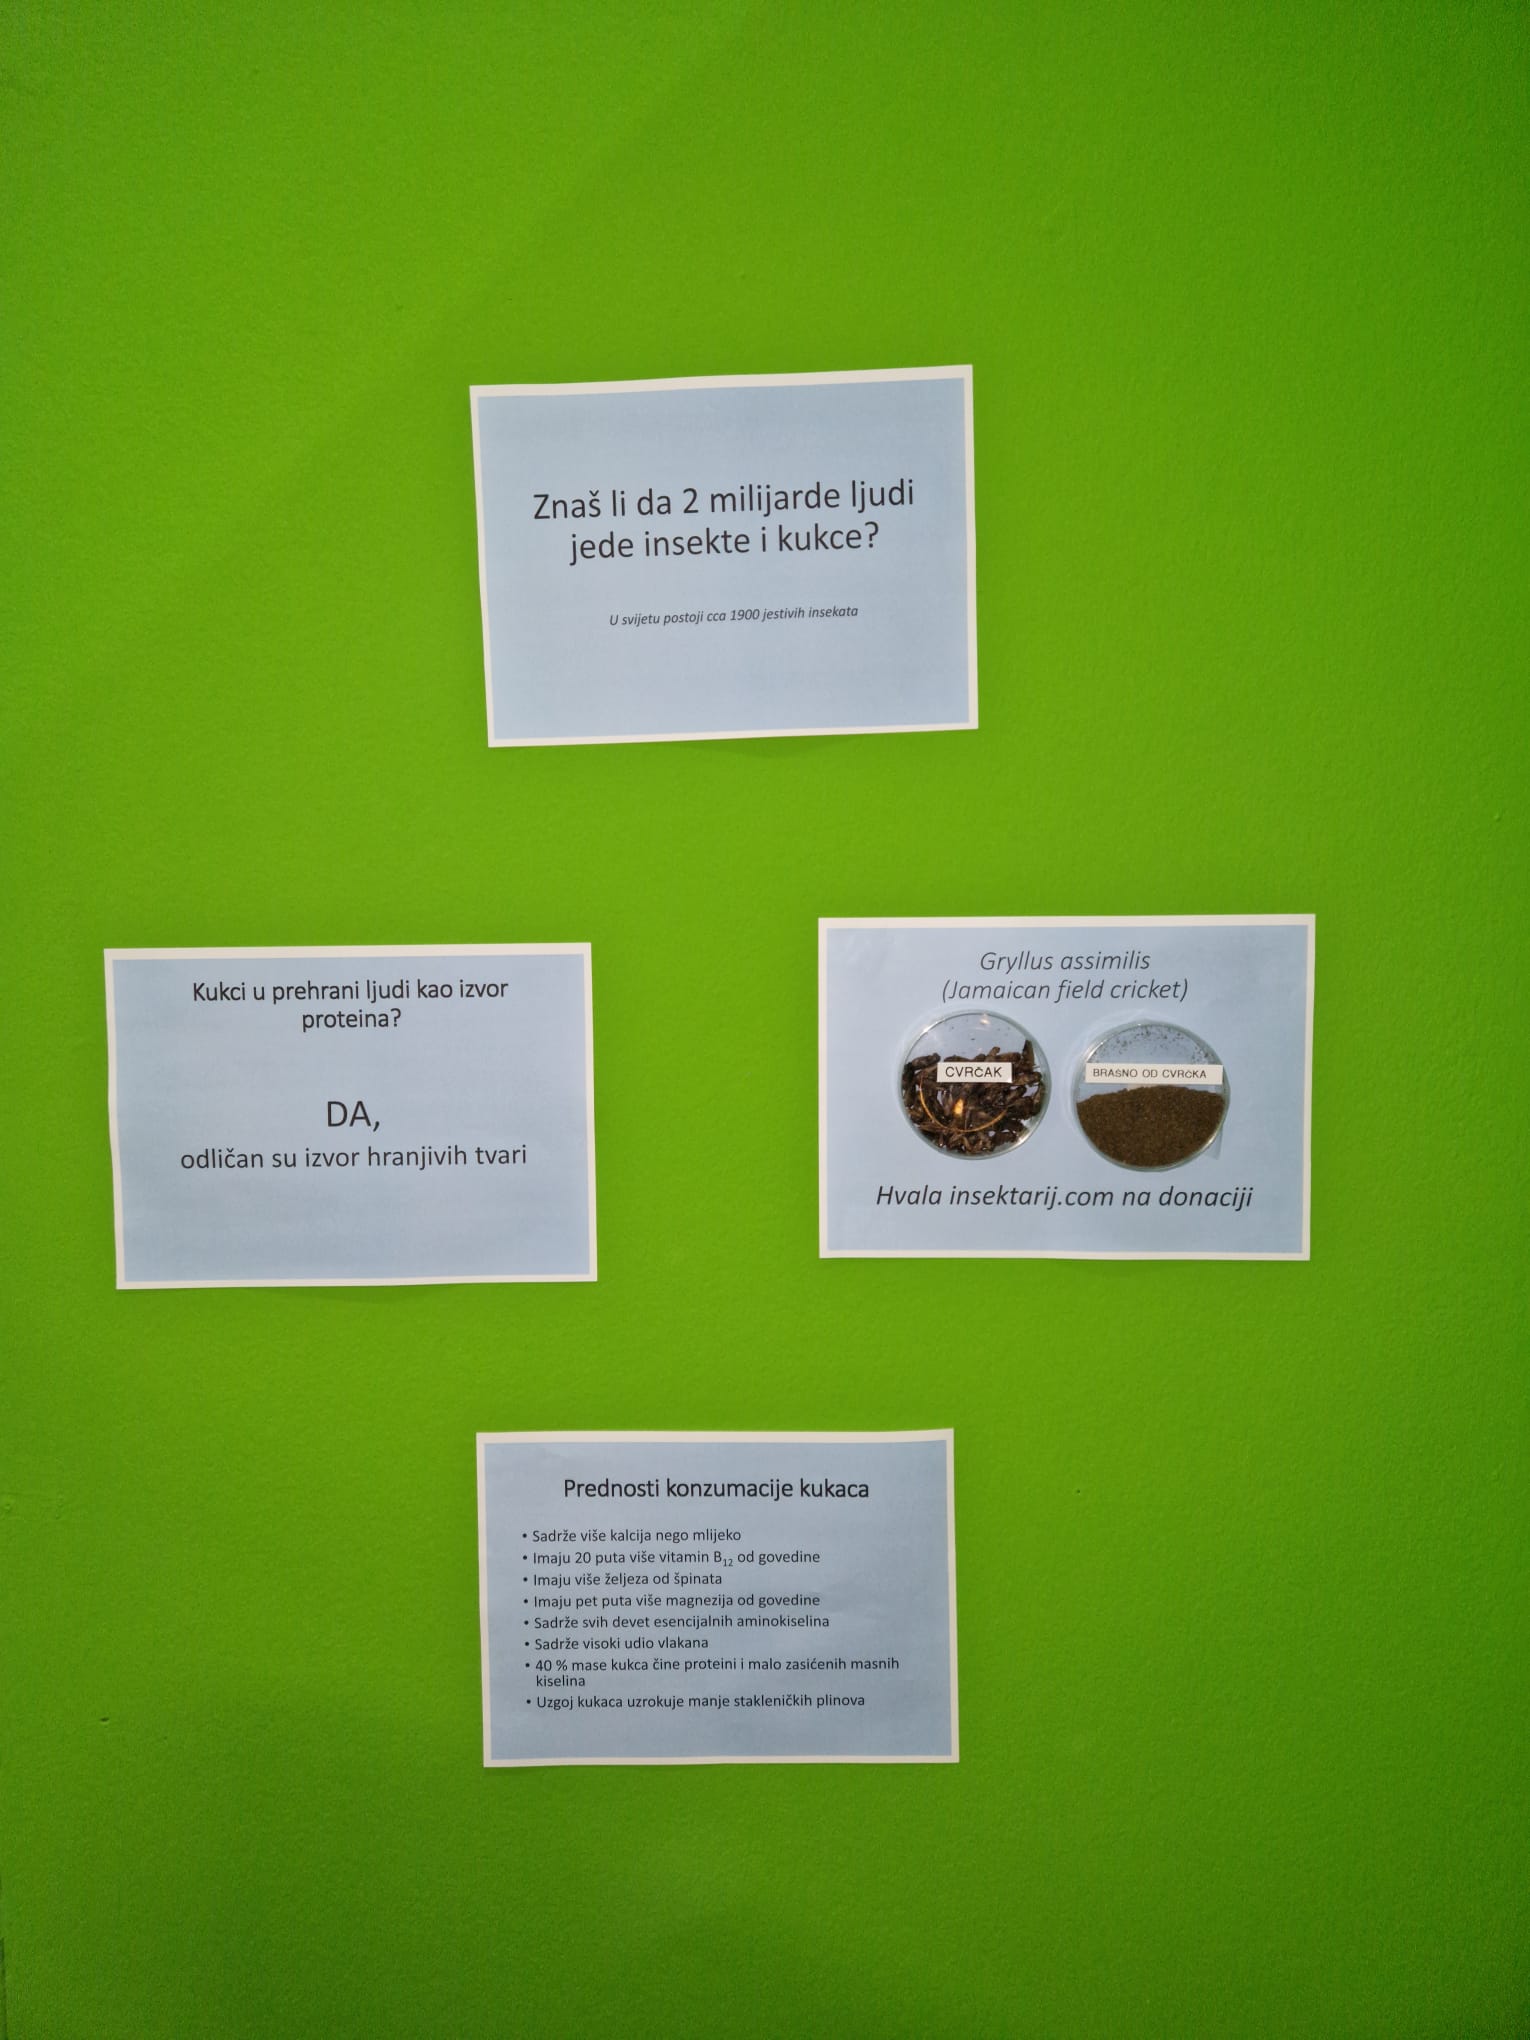 Znaš li da 2 milijarde ljudi
jede insekte i kukce?
U svijetu postoji cca 1900 jestivih insekata
Kukci u prehrani ljudi kao izvor
proteina?
DA,
odličan su izvor hranjivih tvari
Gryllus assimilis
(Jamaican field cricket)
CVRČAK
BRAŠNO OD CVRČKA
Hvala insektarij.com na donaciji
Prednosti konzumacije kukaca
• Sadrže više kalcija nego mlijeko
• Imaju 20 puta više vitamin B₁₂ od govedine
• Imaju više željeza od špinata
• Imaju pet puta više magnezija od govedine
• Sadrže svih devet esencijalnih aminokiselina
• Sadrže visoki udio vlakana
• 40 % mase kukca čine proteini i malo zasićenih masnih
kiselina
• Uzgoj kukaca uzrokuje manje stakleničkih plinova